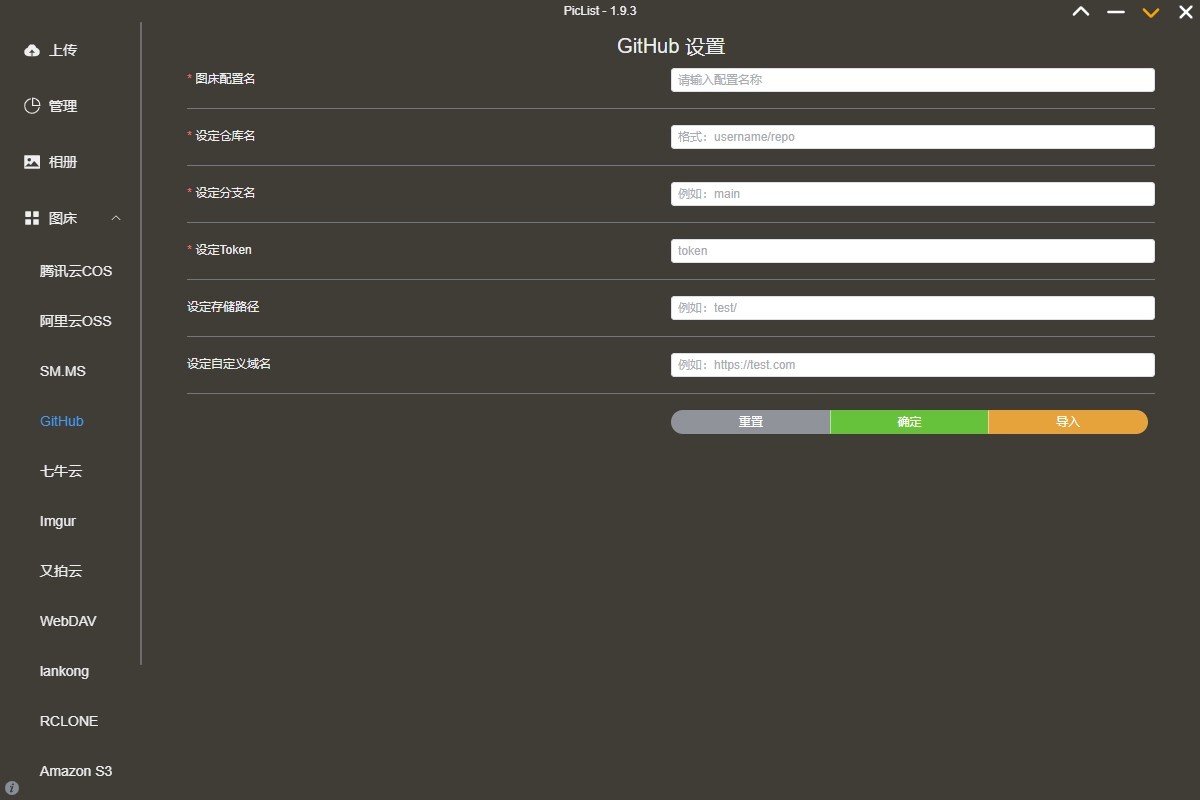 PicList - 1.9.3
上传
管理
相册
图床
腾讯云COS
阿里云OSS
SM.MS
GitHub
七牛云
Imgur
又拍云
WebDAV
lankong
RCLONE
Amazon S3
GitHub 设置
* 图床配置名
请输入配置名称
* 设定仓库名
格式：username/repo
* 设定分支名
例如：main
* 设定Token
token
设定存储路径
例如：test/
设定自定义域名
例如：https://test.com
重置
确定
导入